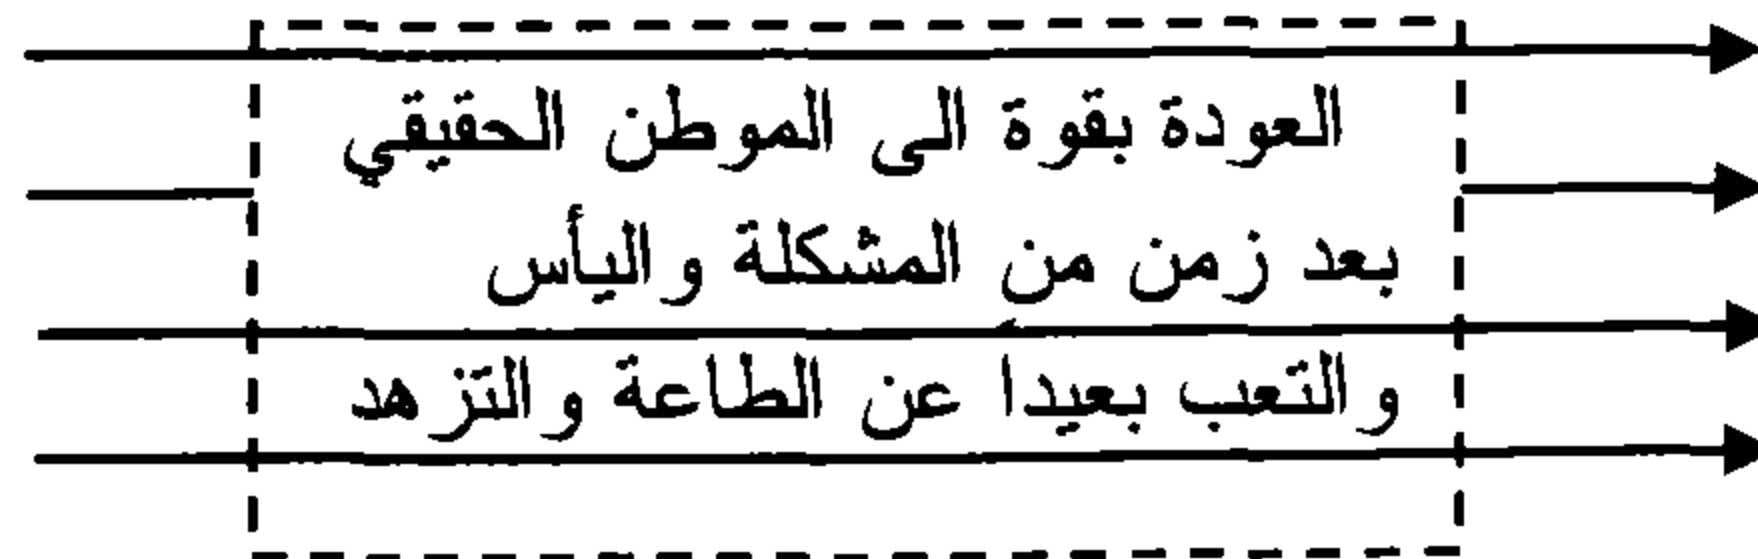 العودة بقوة الى الموطن الحقيقي
بعد زمن من المشكلة واليأس
والتعب بعيداً عن الطاعة والتزهد